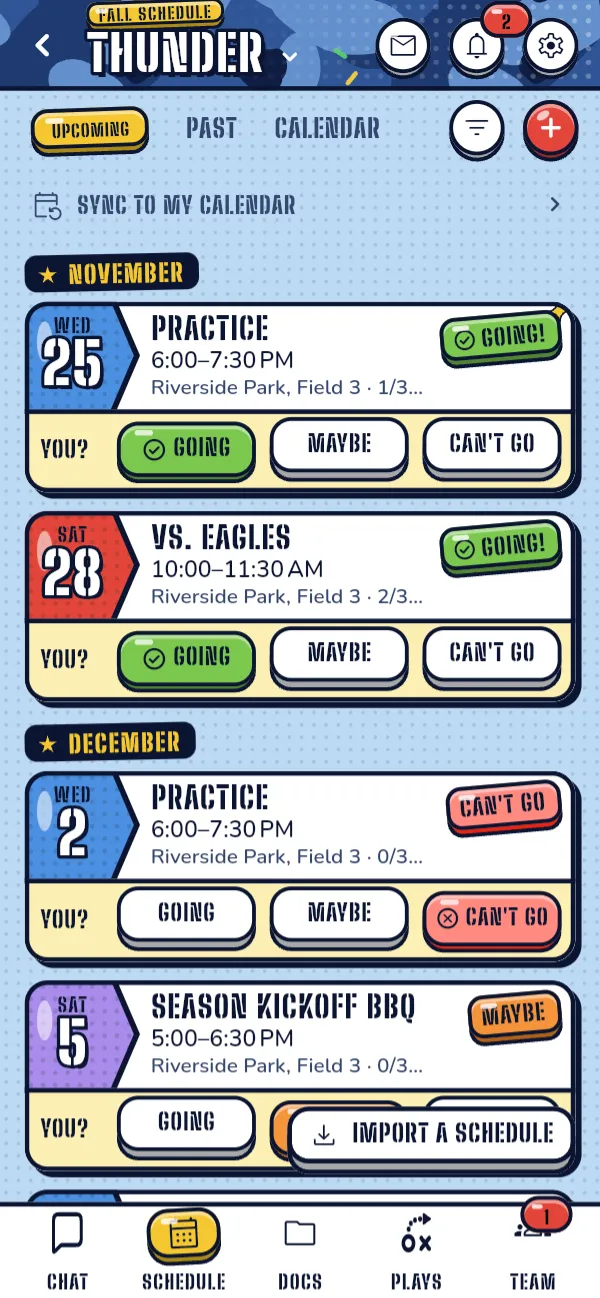 FALL SCHEDULE
THUNDER
2
UPCOMING
PAST
CALENDAR
SYNC TO MY CALENDAR
★ NOVEMBER
WED
25
PRACTICE
6:00–7:30 PM
Riverside Park, Field 3 · 1/3...
GOING!
YOU?
GOING
MAYBE
CAN'T GO
SAT
28
VS. EAGLES
10:00–11:30 AM
Riverside Park, Field 3 · 2/3...
GOING!
YOU?
GOING
MAYBE
CAN'T GO
★ DECEMBER
WED
2
PRACTICE
6:00–7:30 PM
Riverside Park, Field 3 · 0/3...
CAN'T GO
YOU?
GOING
MAYBE
CAN'T GO
SAT
5
SEASON KICKOFF BBQ
5:00–6:30 PM
Riverside Park, Field 3 · 0/3...
MAYBE
YOU?
GOING
IMPORT A SCHEDULE
CHAT
SCHEDULE
DOCS
PLAYS
1
TEAM